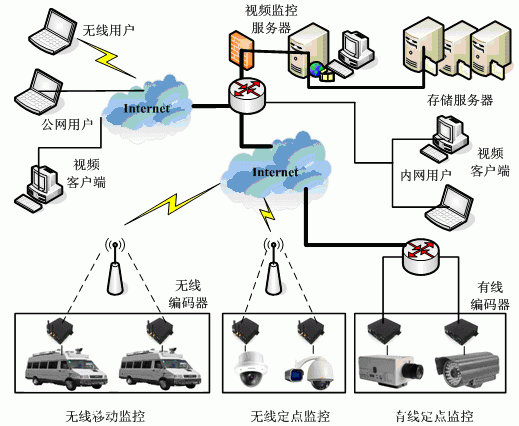 无线用户
视频监控
服务器
Internet
公网用户
存储服务器
视频
客户端
视频
客户端
内网用户
Internet
无线
编码器
有线
编码器
无线移动监控
无线定点监控
有线定点监控